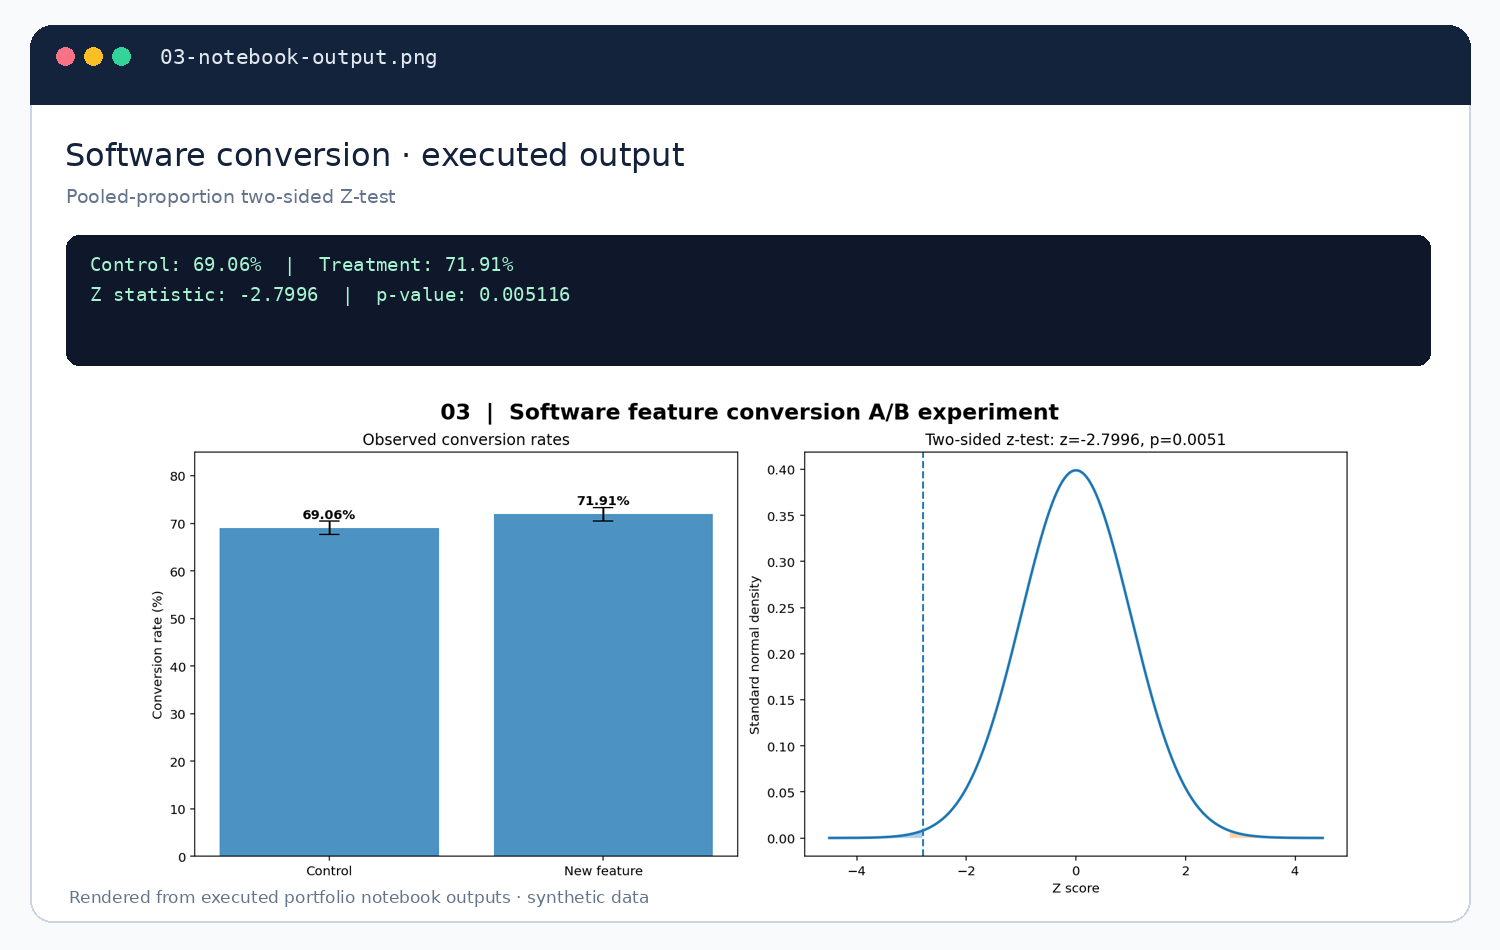 03-notebook-output.png
Software conversion · executed output
Pooled-proportion two-sided Z-test
Control: 69.06%  |  Treatment: 71.91%
Z statistic: -2.7996  |  p-value: 0.005116
03  |  Software feature conversion A/B experiment
Observed conversion rates
80
70
60
50
40
30
20
10
0
Conversion rate (%)
69.06%
71.91%
Control
New feature
Two-sided z-test: z=-2.7996, p=0.0051
0.40
0.35
0.30
0.25
0.20
0.15
0.10
0.05
0.00
Standard normal density
−4
−2
0
2
4
Z score
Rendered from executed portfolio notebook outputs · synthetic data